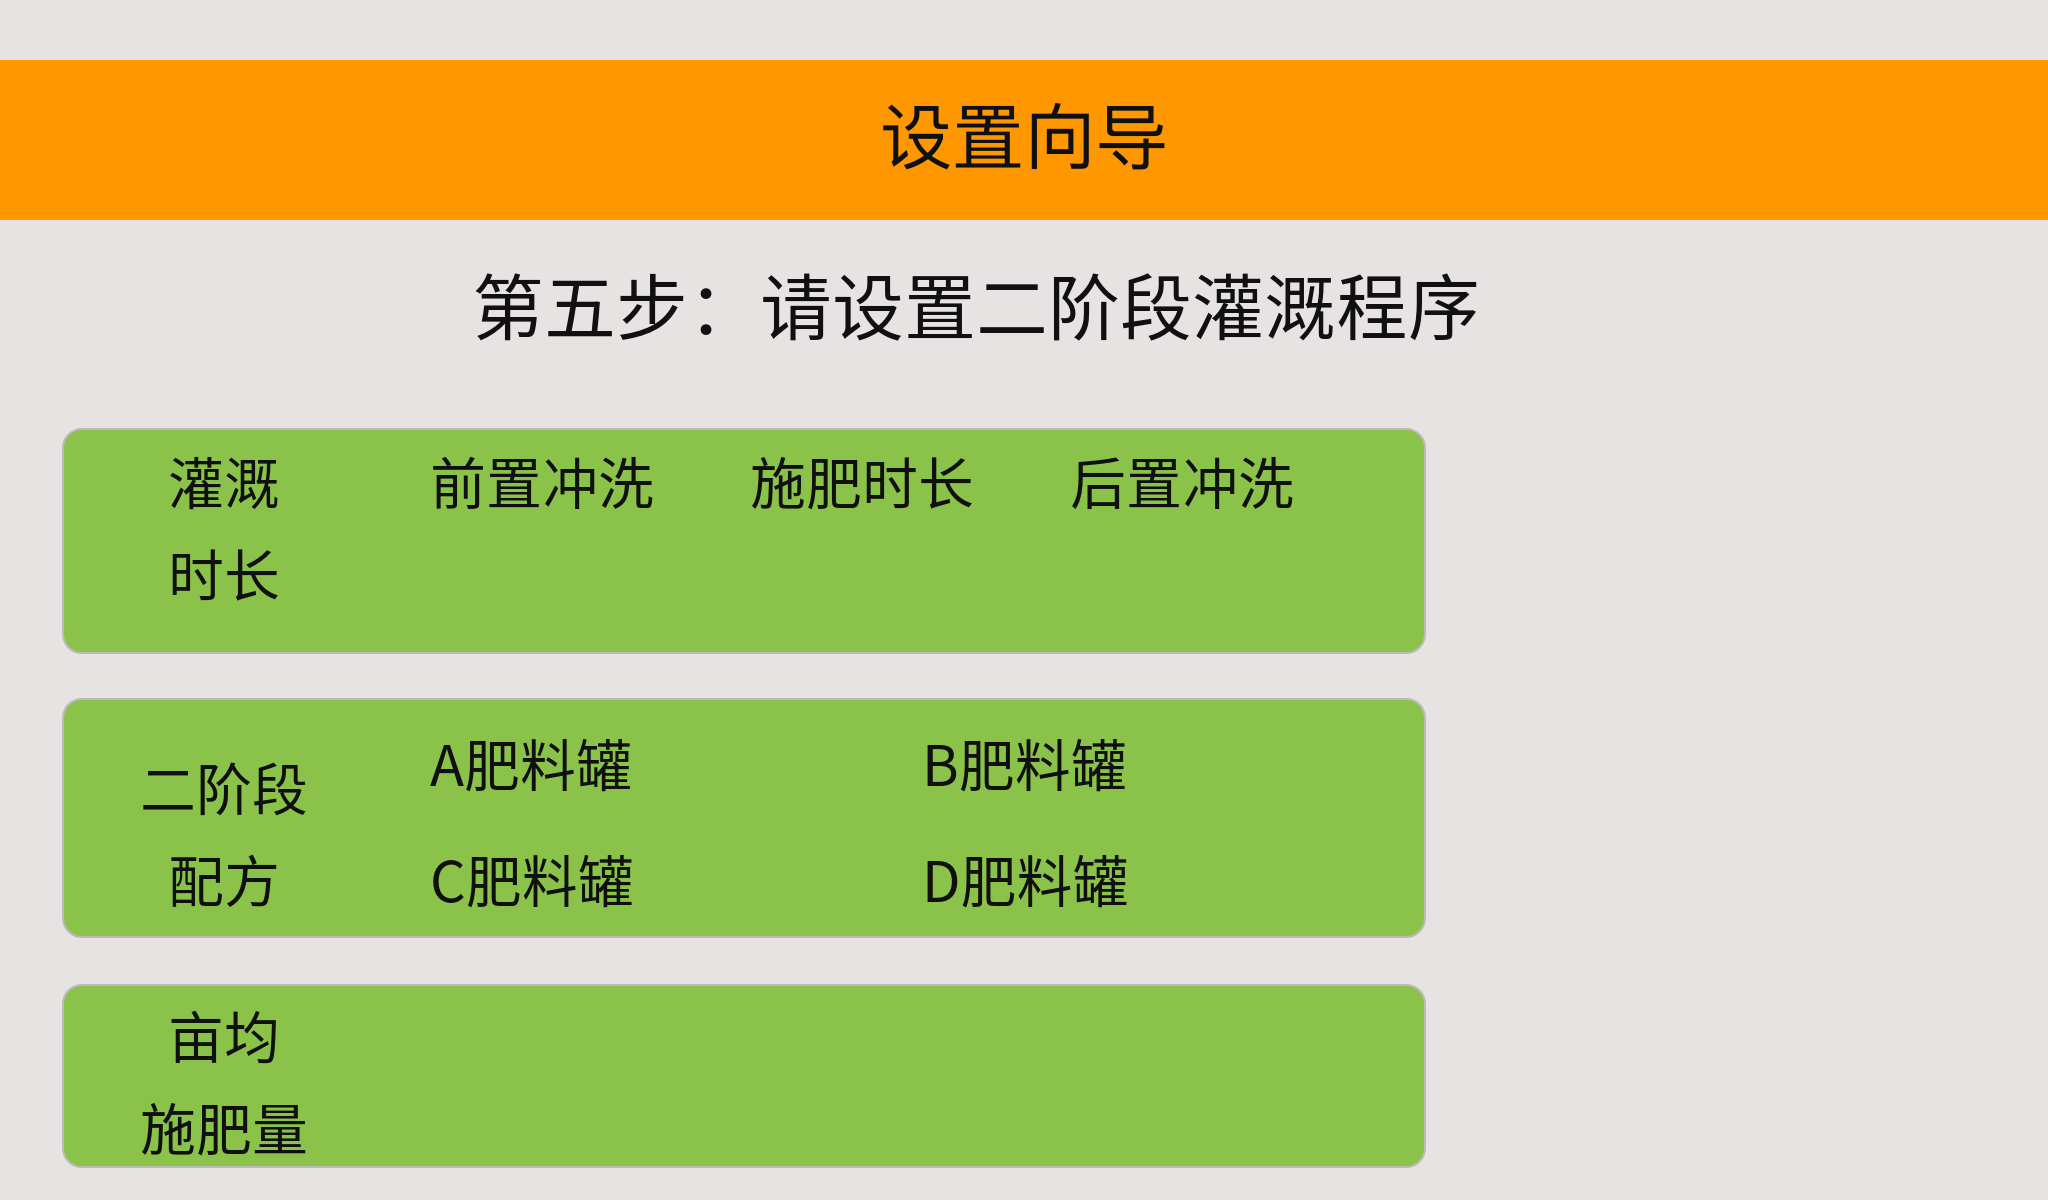 设置向导
第五步：请设置二阶段灌溉程序
灌溉
时长
前置冲洗
施肥时长
后置冲洗
二阶段
配方
A肥料罐
B肥料罐
C肥料罐
D肥料罐
亩均
施肥量